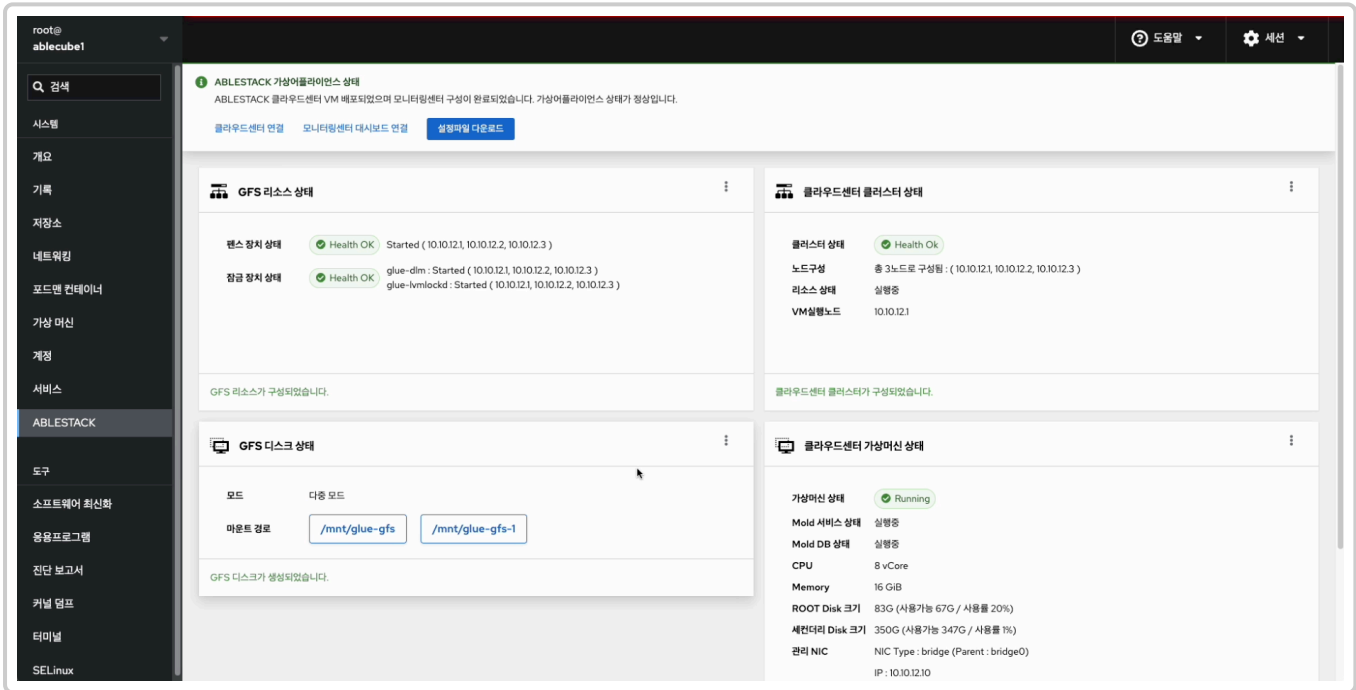 root@
ablecube1
도움말
세션
검색
시스템
개요
기록
저장소
네트워킹
포드맨 컨테이너
가상 머신
계정
서비스
ABLESTACK
도구
소프트웨어 최신화
응용프로그램
진단 보고서
커널 덤프
터미널
SELinux
ABLESTACK 가상어플라이언스 상태
ABLESTACK 클라우드센터 VM 배포되었으며 모니터링센터 구성이 완료되었습니다. 가상어플라이언스 상태가 정상입니다.
클라우드센터 연결 모니터링센터 대시보드 연결 설정파일 다운로드
GFS 리소스 상태
펜스 장치 상태 Health OK Started ( 10.10.12.1, 10.10.12.2, 10.10.12.3 )
잠금 장치 상태 Health OK glue-dlm : Started ( 10.10.12.1, 10.10.12.2, 10.10.12.3 )
glue-lvmlockd : Started ( 10.10.12.1, 10.10.12.2, 10.10.12.3 )
GFS 리소스가 구성되었습니다.
클라우드센터 클러스터 상태
클러스터 상태 Health Ok
노드구성 총 3노드로 구성됨 : ( 10.10.12.1, 10.10.12.2, 10.10.12.3 )
리소스 상태 실행중
VM실행노드 10.10.12.1
클라우드센터 클러스터가 구성되었습니다.
GFS 디스크 상태
모드 다중 모드
마운트 경로 /mnt/glue-gfs /mnt/glue-gfs-1
GFS 디스크가 생성되었습니다.
클라우드센터 가상머신 상태
가상머신 상태 Running
Mold 서비스 상태 실행중
Mold DB 상태 실행중
CPU 8 vCore
Memory 16 GiB
ROOT Disk 크기 83G (사용가능 67G / 사용률 20%)
세컨더리 Disk 크기 350G (사용가능 347G / 사용률 1%)
관리 NIC NIC Type : bridge (Parent : bridge0)
IP : 10.10.12.10